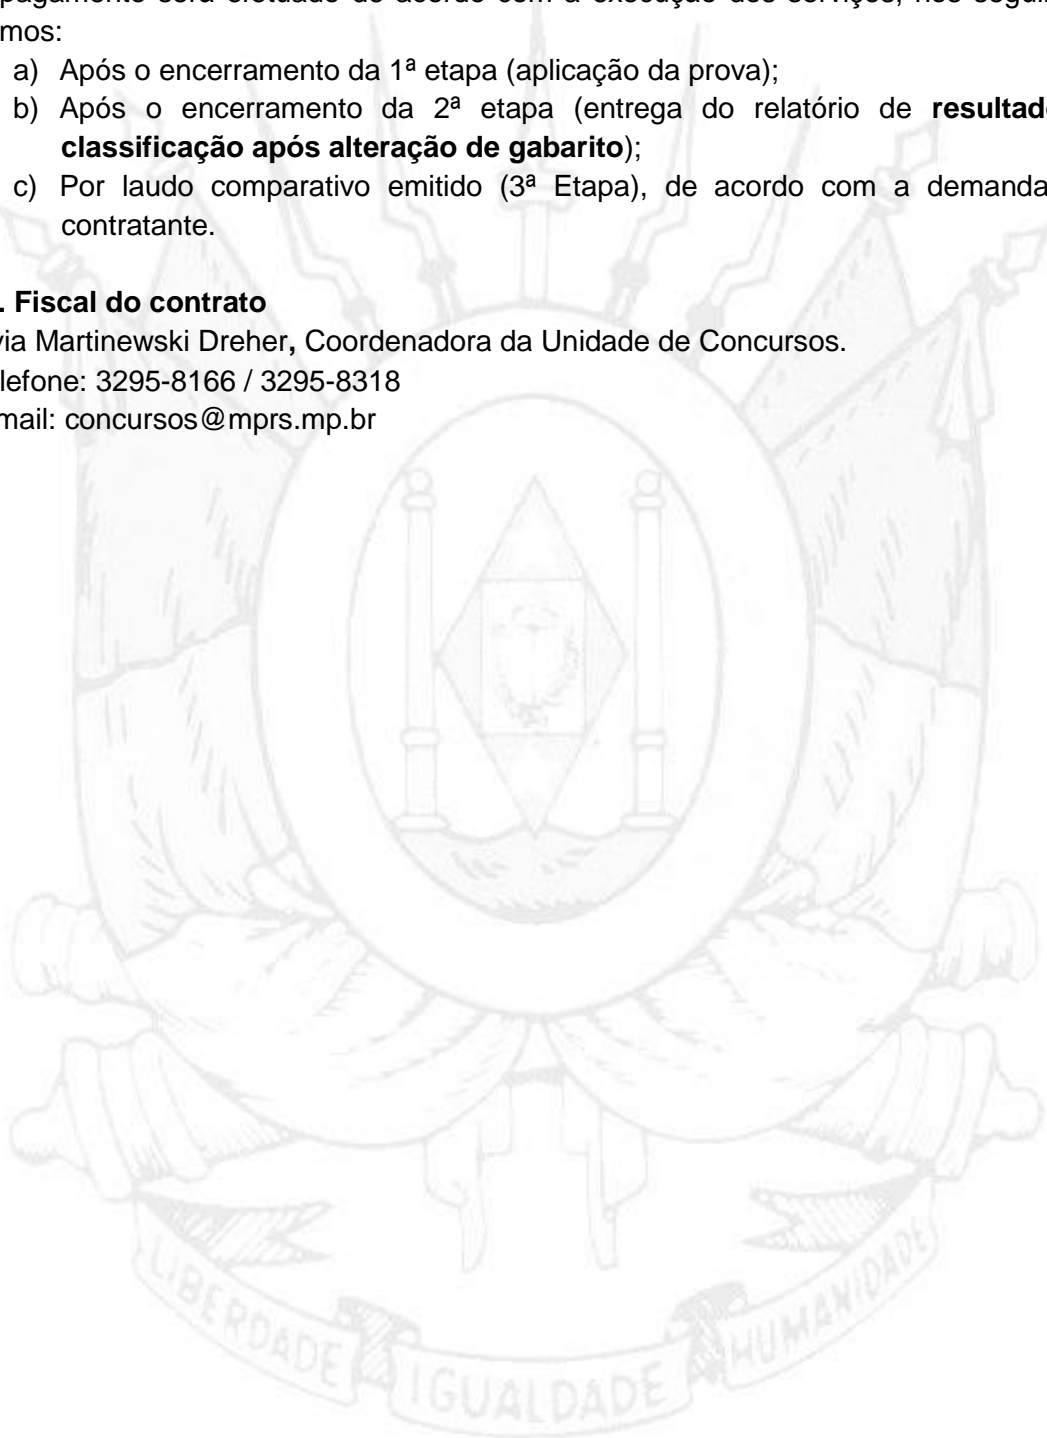 pagamento será efetuado de acordo com a execução dos serviços, nos seguin
mos:
a) Após o encerramento da 1ª etapa (aplicação da prova);
b) Após o encerramento da 2ª etapa (entrega do relatório de resultado
classificação após alteração de gabarito);
c) Por laudo comparativo emitido (3ª Etapa), de acordo com a demanda
contratante.
. Fiscal do contrato
via Martinewski Dreher, Coordenadora da Unidade de Concursos.
lefone: 3295-8166 / 3295-8318
mail: concursos@mprs.mp.br
LIBERDADE IGUALDADE HUMANIDADE